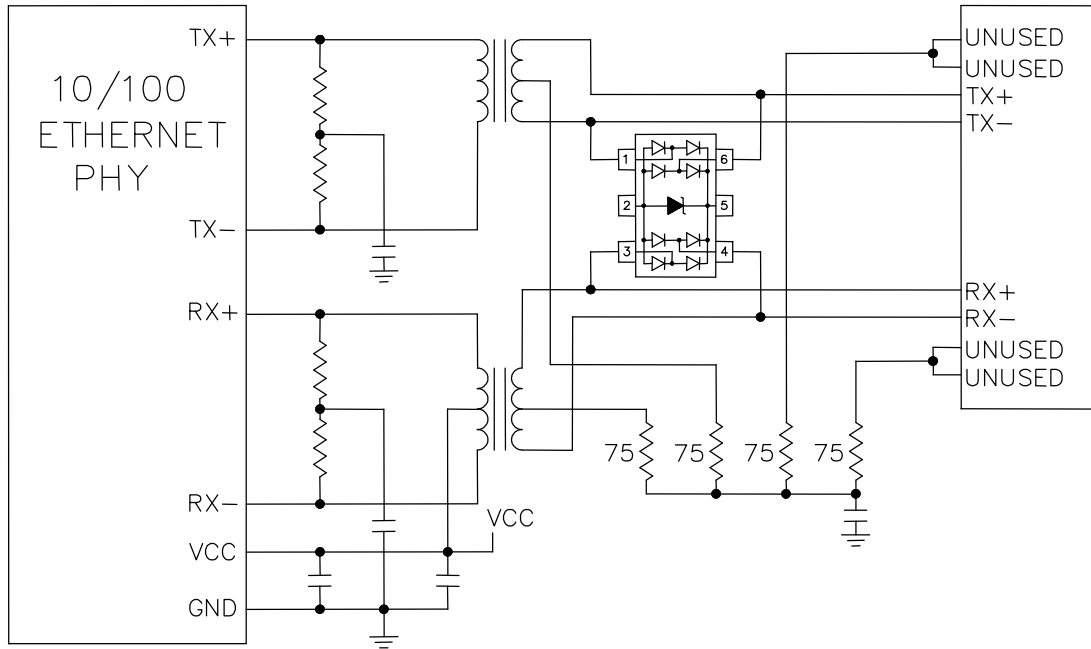 10/100
ETHERNET
PHY
TX+
TX-
RX+
RX-
VCC
GND
VCC
1
2
3
6
5
4
75
75
75
75
UNUSED
UNUSED
TX+
TX-
RX+
RX-
UNUSED
UNUSED